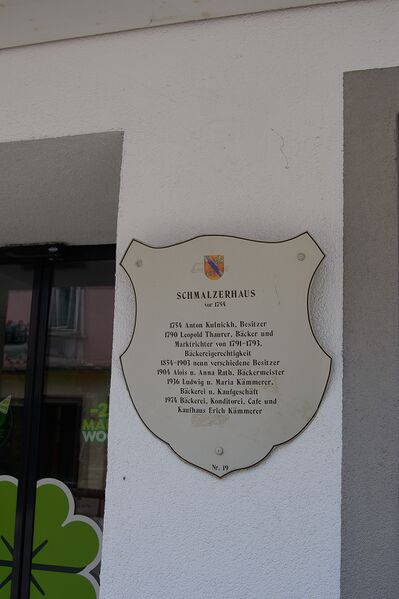 SCHMALZERHAUS
vor 1754
1754 Anton Kulnickh, Besitzer
1790 Leopold Thaurer, Bäcker und
Marktrichter von 1791-1793,
Bäckereigerechtigkeit
1854-1903 neun verschiedene Besitzer
1904 Alois u. Anna Rath, Bäckermeister
1936 Ludwig u. Maria Kämmerer,
Bäckerei u. Kaufgeschäft
1974 Bäckerei, Konditorei, Cafe und
Kaufhaus Erich Kämmerer
Nr. 19